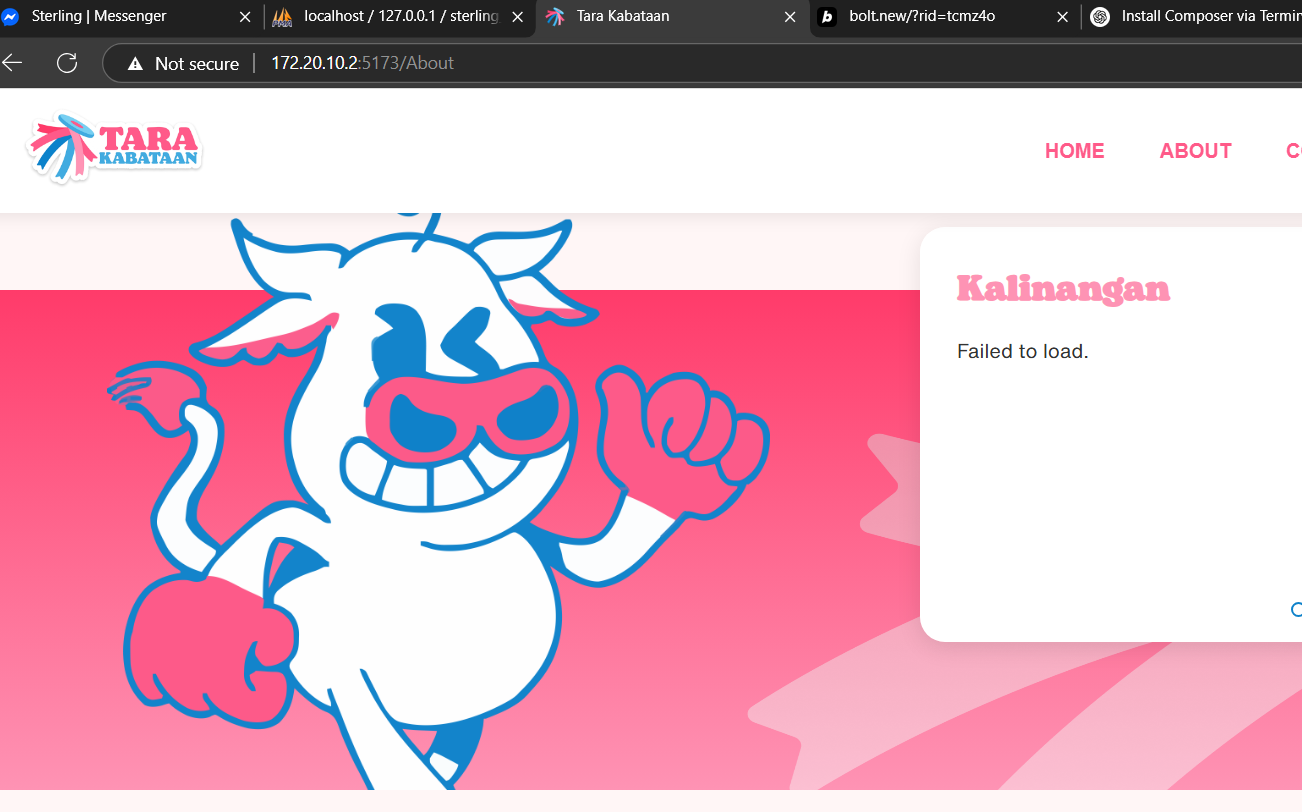 Sterling | Messenger
localhost / 127.0.0.1 / sterling
Tara Kabataan
bolt.new/?rid=tcmz4o
Install Composer via Termin
Not secure
172.20.10.2:5173/About
TARA
KABATAAN
HOME
ABOUT
Kalinangan
Failed to load.